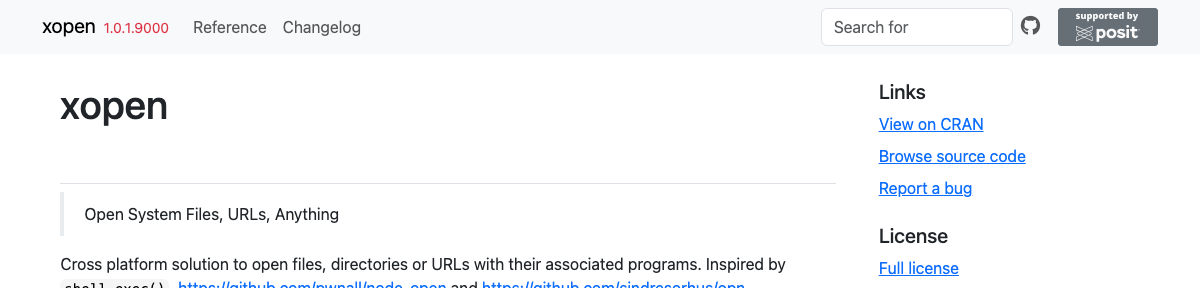 xopen 1.0.1.9000 Reference Changelog Search for supported by posit
xopen
Links
View on CRAN
Browse source code
Report a bug
Open System Files, URLs, Anything
License
Full license
Cross platform solution to open files, directories or URLs with their associated programs. Inspired by
shell.exec(), https://github.com/pwnall/node-open and https://github.com/sindresorhus/opn.